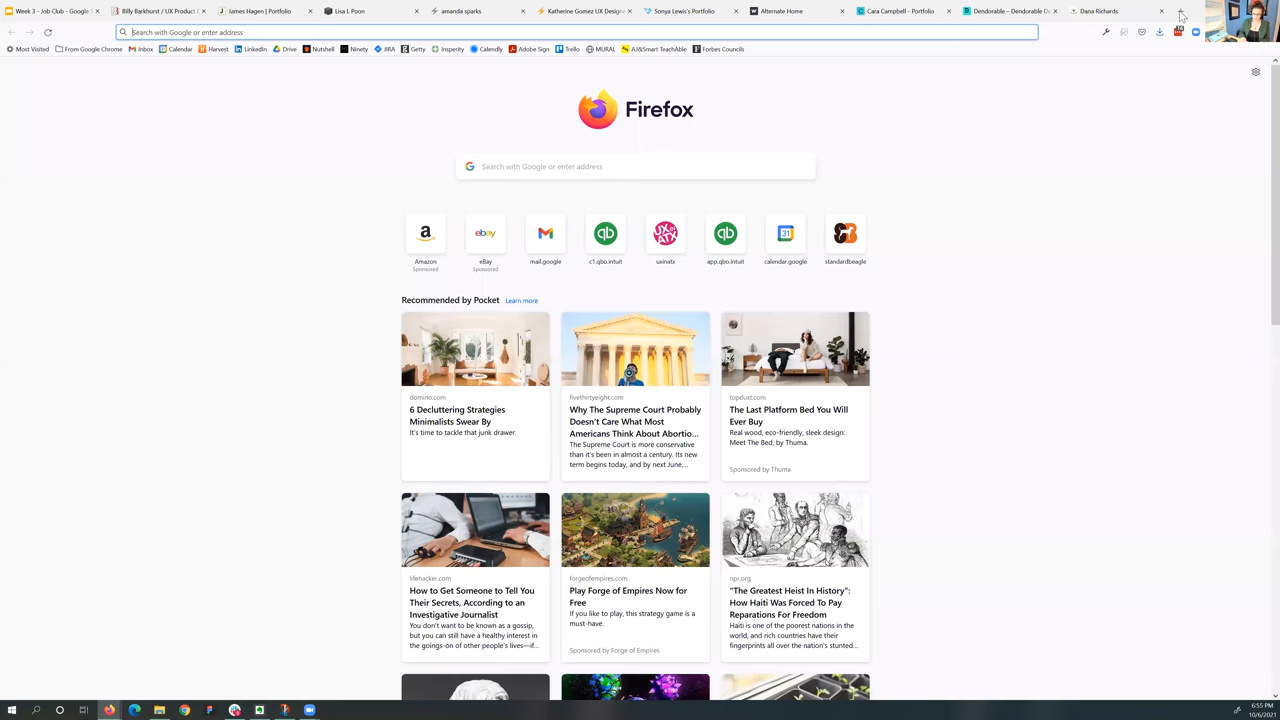 Week 3 - Job Club - Google S
Billy Barkhurst / UX Product D
James Hagen | Portfolio
Lisa L Poon
amanda sparks
Katherine Gomez UX Designe
Sonya Lewis's Portfolio
Alternate Home
Cara Campbell - Portfolio
Dendorable – Dendorable Do
Dana Richards
Search with Google or enter address
Most Visited
From Google Chrome
Inbox
Calendar
Harvest
LinkedIn
Drive
Nutshell
Ninety
JIRA
Getty
Insperity
Calendly
Adobe Sign
Trello
MURAL
AJ&Smart TeachAble
Forbes Councils
Firefox
Search with Google or enter address
Amazon
Sponsored
eBay
Sponsored
mail.google
c1.qbo.intuit
uxinatx
app.qbo.intuit
calendar.google
standardbeagle
Recommended by Pocket Learn more
domino.com
6 Decluttering Strategies
Minimalists Swear By
It's time to tackle that junk drawer.
fivethirtyeight.com
Why The Supreme Court Probably
Doesn't Care What Most
Americans Think About Abortio...
The Supreme Court is more conservative
than it's been in almost a century. Its new
term begins today, and by next June,...
topdust.com
The Last Platform Bed You Will
Ever Buy
Real wood, eco-friendly, sleek design:
Meet The Bed, by Thuma.
Sponsored by Thuma
lifehacker.com
How to Get Someone to Tell You
Their Secrets, According to an
Investigative Journalist
You don't want to be known as a gossip,
but you can still have a healthy interest in
the goings-on of other people's lives—if...
forgeofempires.com
Play Forge of Empires Now for
Free
If you like to play, this strategy game is a
must-have.
Sponsored by Forge of Empires
npr.org
"The Greatest Heist In History":
How Haiti Was Forced To Pay
Reparations For Freedom
Haiti is one of the poorest nations in the
world, and rich countries have their
fingerprints all over the nation's stunted...
6:55 PM
10/6/2021